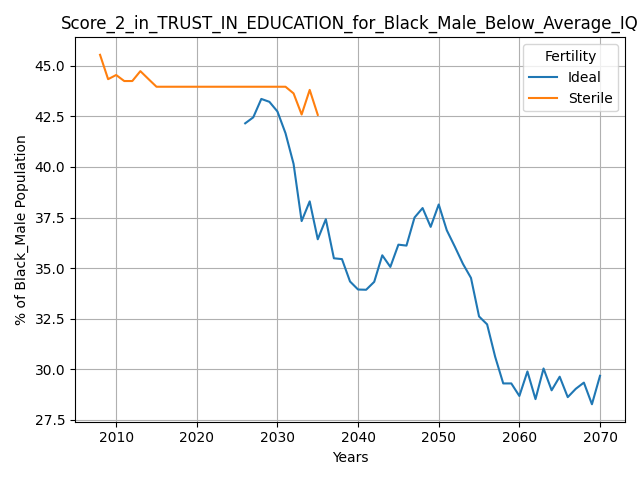 Score_2_in_TRUST_IN_EDUCATION_for_Black_Male_Below_Average_IQ
Fertility
Ideal
Sterile
% of Black_Male Population
45.0
42.5
40.0
37.5
35.0
32.5
30.0
27.5
2010 2020 2030 2040 2050 2060 2070
Years